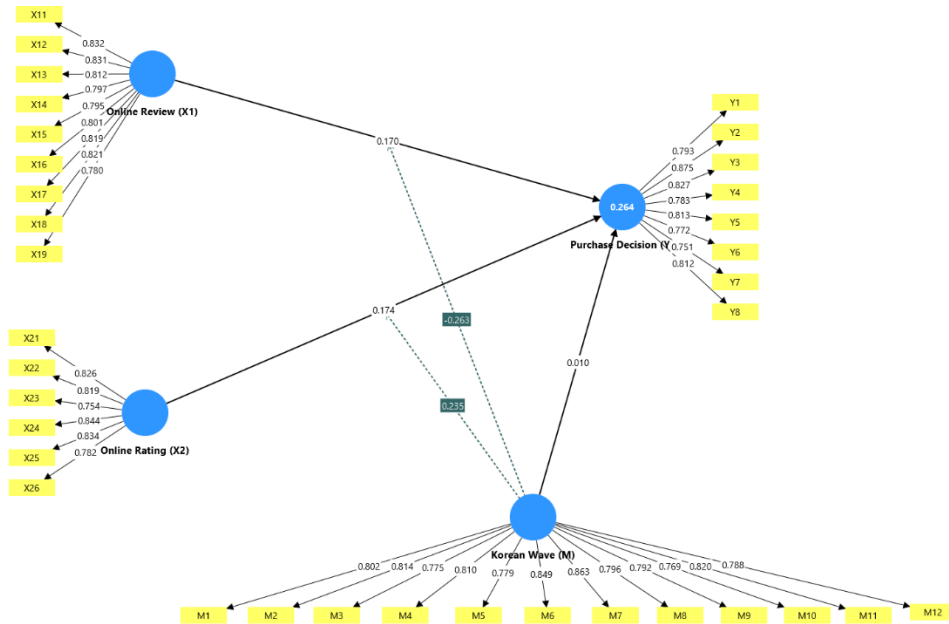 X11
X12
X13
X14
X15
X16
X17
X18
X19
0.832
0.831
0.812
0.797
0.795
0.801
0.819
0.821
0.780
Online Review (X1)
0.170
Y1
Y2
Y3
Y4
Y5
Y6
Y7
Y8
0.793
0.875
0.827
0.783
0.813
0.772
0.751
0.812
0.264
Purchase Decision (Y
0.174
-0.263
0.235
0.010
X21
X22
X23
X24
X25
X26
0.826
0.819
0.754
0.844
0.834
0.782
Online Rating (X2)
Korean Wave (M)
0.802
0.814
0.775
0.810
0.779
0.849
0.863
0.796
0.792
0.769
0.820
0.788
M1
M2
M3
M4
M5
M6
M7
M8
M9
M10
M11
M12